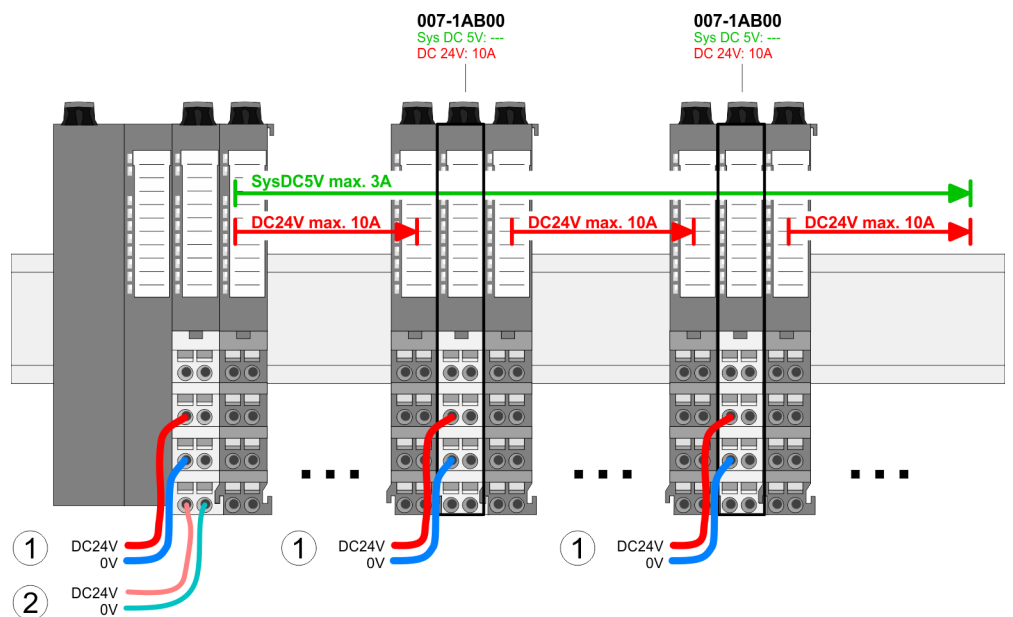 007-1AB00
Sys DC 5V: ---
DC 24V: 10A
007-1AB00
Sys DC 5V: ---
DC 24V: 10A
SysDC5V max. 3A
DC24V max. 10A
DC24V max. 10A
DC24V max. 10A
1
DC24V
0V
1
DC24V
0V
1
DC24V
0V
2
DC24V
0V